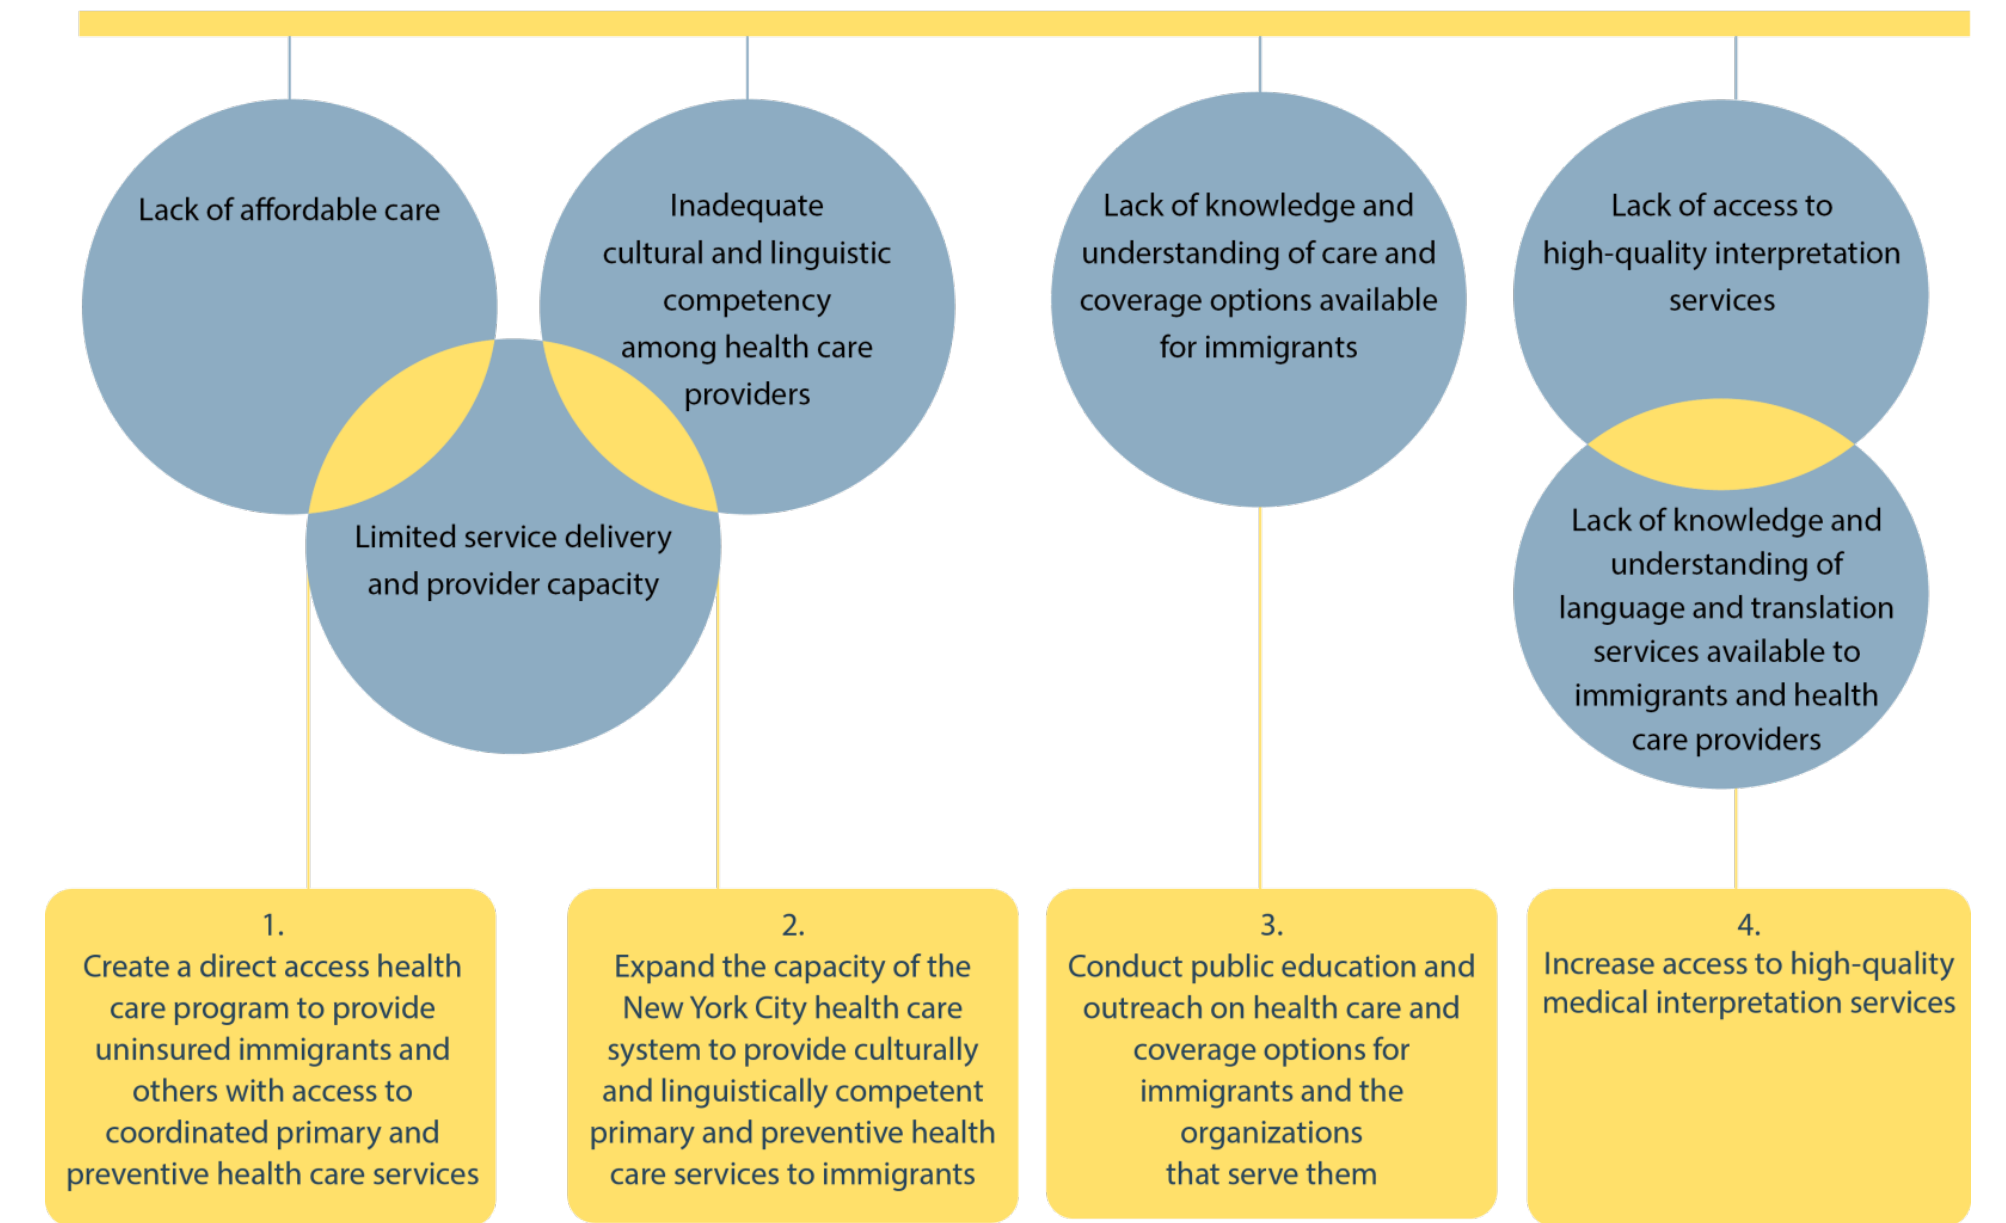 Lack of affordable care
Inadequate
cultural and linguistic
competency
among health care
providers
Limited service delivery
and provider capacity
Lack of knowledge and
understanding of care and
coverage options available
for immigrants
Lack of access to
high-quality interpretation
services
Lack of knowledge and
understanding of
language and translation
services available to
immigrants and health
care providers
1.
Create a direct access health
care program to provide
uninsured immigrants and
others with access to
coordinated primary and
preventive health care services
2.
Expand the capacity of the
New York City health care
system to provide culturally
and linguistically competent
primary and preventive health
care services to immigrants
3.
Conduct public education and
outreach on health care and
coverage options for
immigrants and the
organizations
that serve them
4.
Increase access to high-quality
medical interpretation services